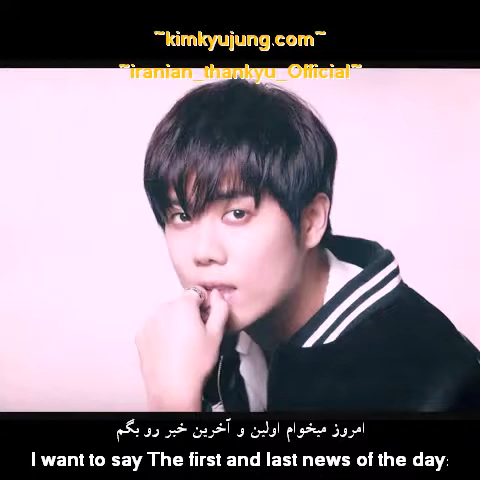 ~kimkyujung.com~
~iranian_thankyu_Official~
امروز میخوام اولین و آخرین خبر رو بگم
I want to say The first and last news of the day: